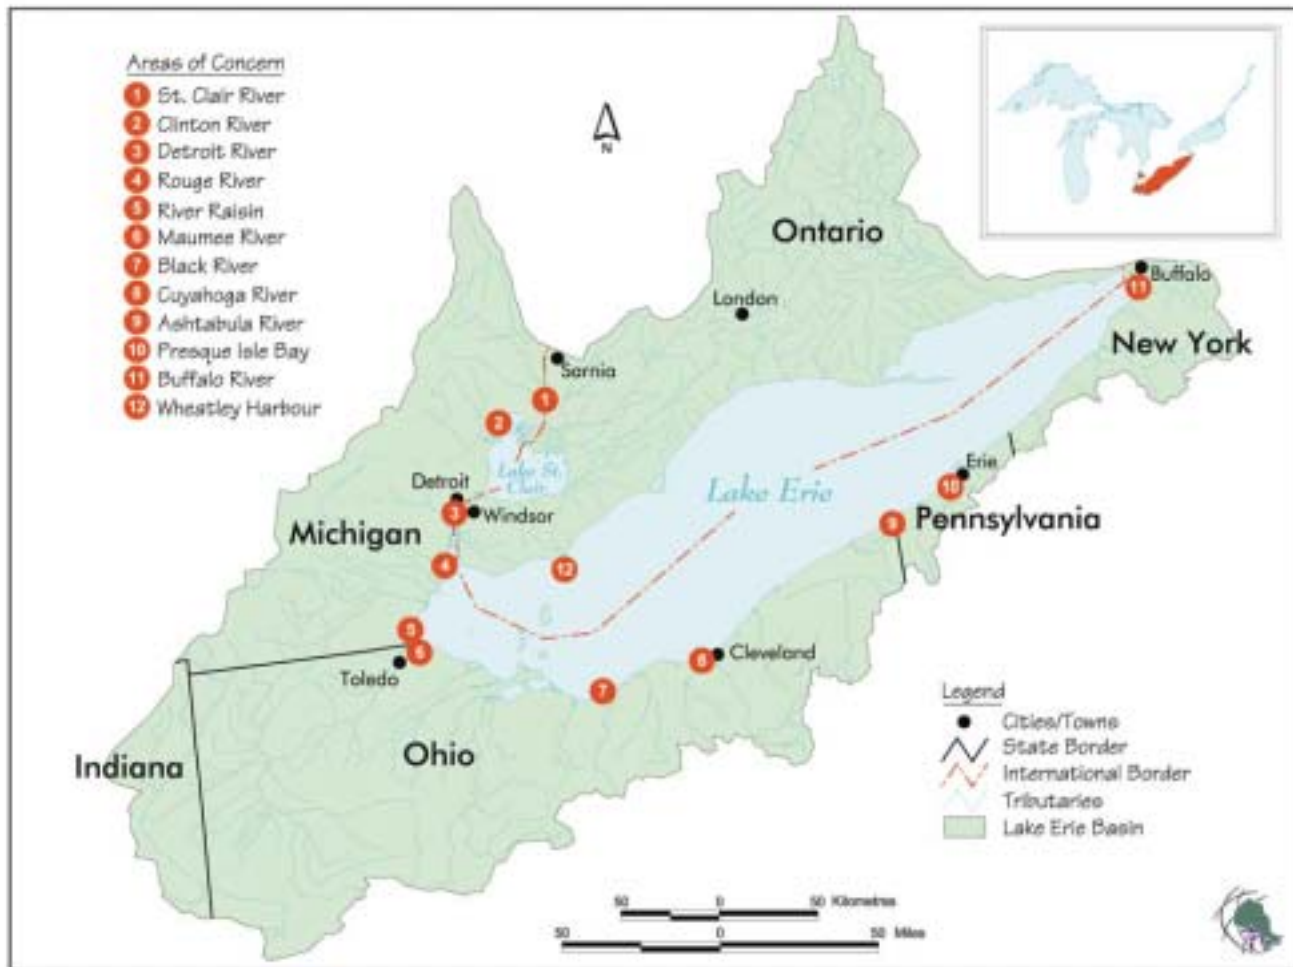 Areas of Concern
1 St. Clair River
2 Clinton River
3 Detroit River
4 Rouge River
5 River Raisin
6 Maumee River
7 Black River
8 Cuyahoga River
9 Ashtabula River
10 Presque Isle Bay
11 Buffalo River
12 Wheatley Harbour
N
Ontario
London
Buffalo
11
New York
Sarnia
1
2
Lake St.
Clair
Detroit
3
Windsor
Michigan
4
12
Lake Erie
Erie
10
9
Pennsylvania
5
6
Toledo
8
Cleveland
7
Indiana
Ohio
Legend
Cities/Towns
State Border
International Border
Tributaries
Lake Erie Basin
50 0 50 Kilometres
50 0 50 Miles